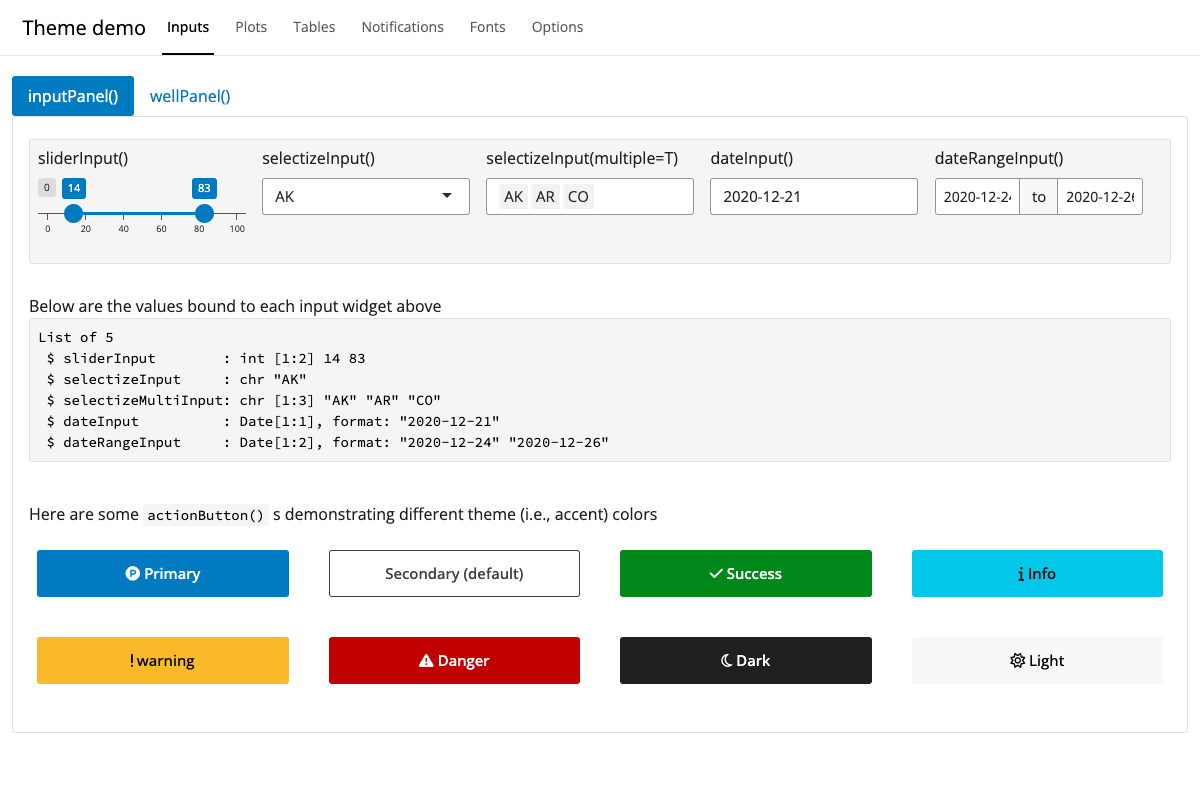 Theme demo Inputs Plots Tables Notifications Fonts Options
inputPanel() wellPanel()
sliderInput() selectizeInput() selectizeInput(multiple=T) dateInput() dateRangeInput()
0 14 83
AK AK AR CO 2020-12-21 2020-12-24 to 2020-12-26
0 20 40 60 80 100
Below are the values bound to each input widget above
List of 5
 $ sliderInput        : int [1:2] 14 83
 $ selectizeInput     : chr "AK"
 $ selectizeMultiInput: chr [1:3] "AK" "AR" "CO"
 $ dateInput          : Date[1:1], format: "2020-12-21"
 $ dateRangeInput     : Date[1:2], format: "2020-12-24" "2020-12-26"
Here are some actionButton() s demonstrating different theme (i.e., accent) colors
Primary Secondary (default) Success Info
warning Danger Dark Light